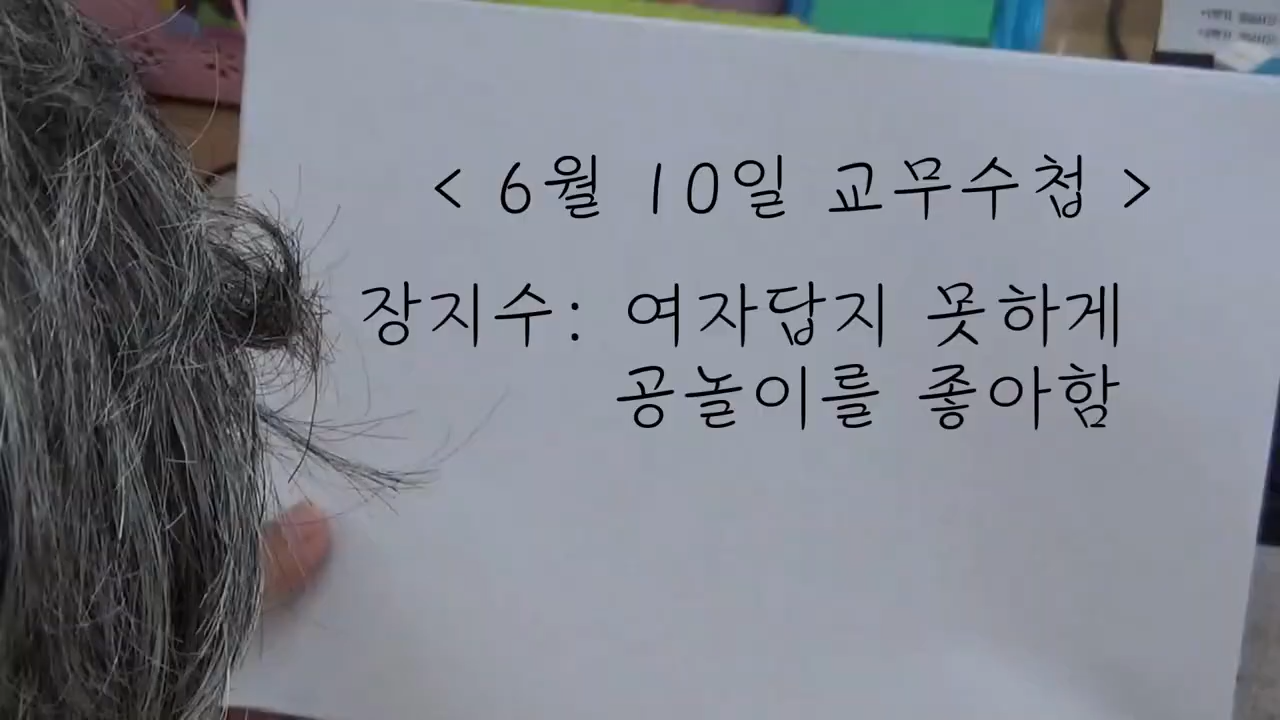 < 6월 10일 교무수첩 >
장지수: 여자답지 못하게
공놀이를 좋아함